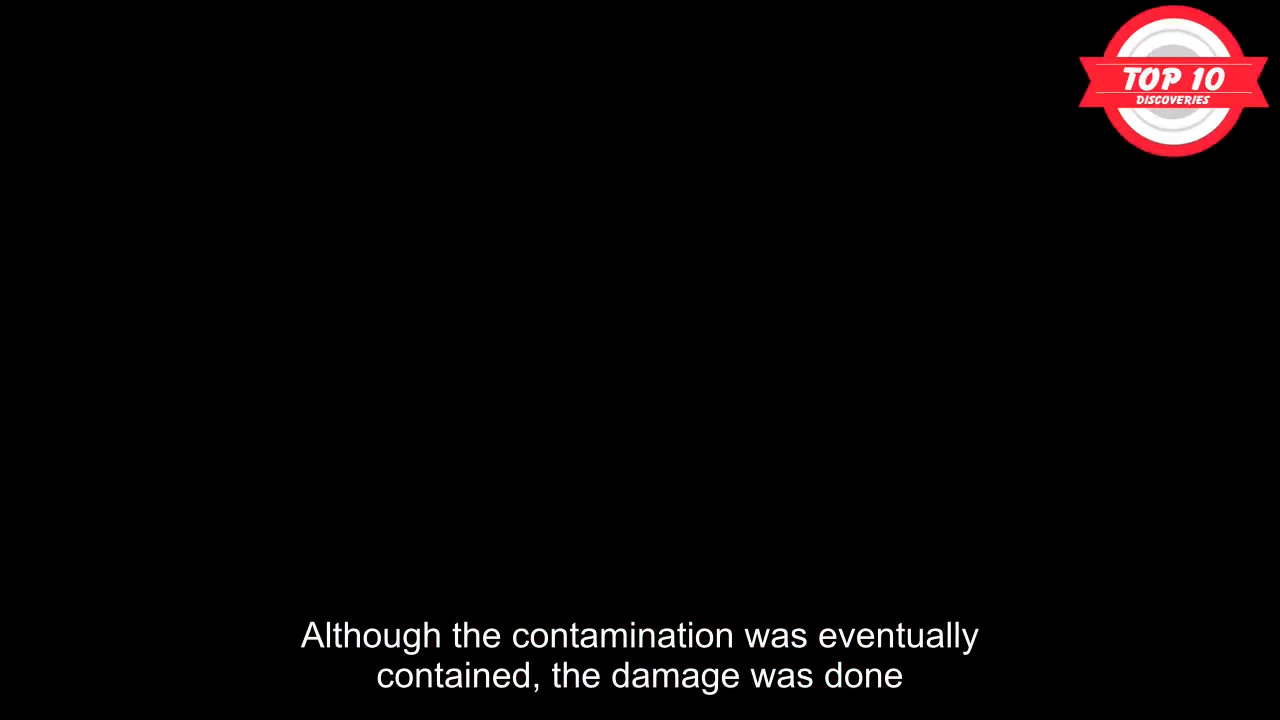 TOP 10
DISCOVERIES
Although the contamination was eventually
contained, the damage was done